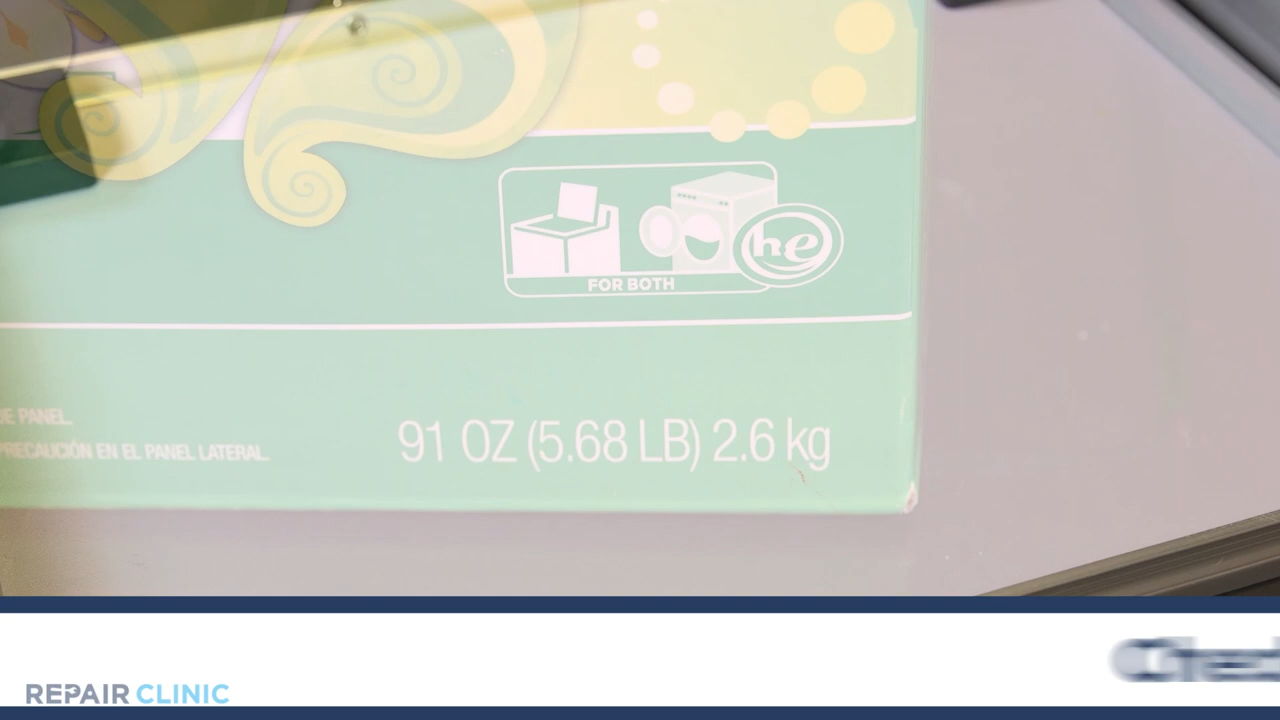 he
FOR BOTH
DE PANEL.
PRECAUCIÓN EN EL PANEL LATERAL.
91 OZ (5.68 LB) 2.6 kg
REPAIR CLINIC